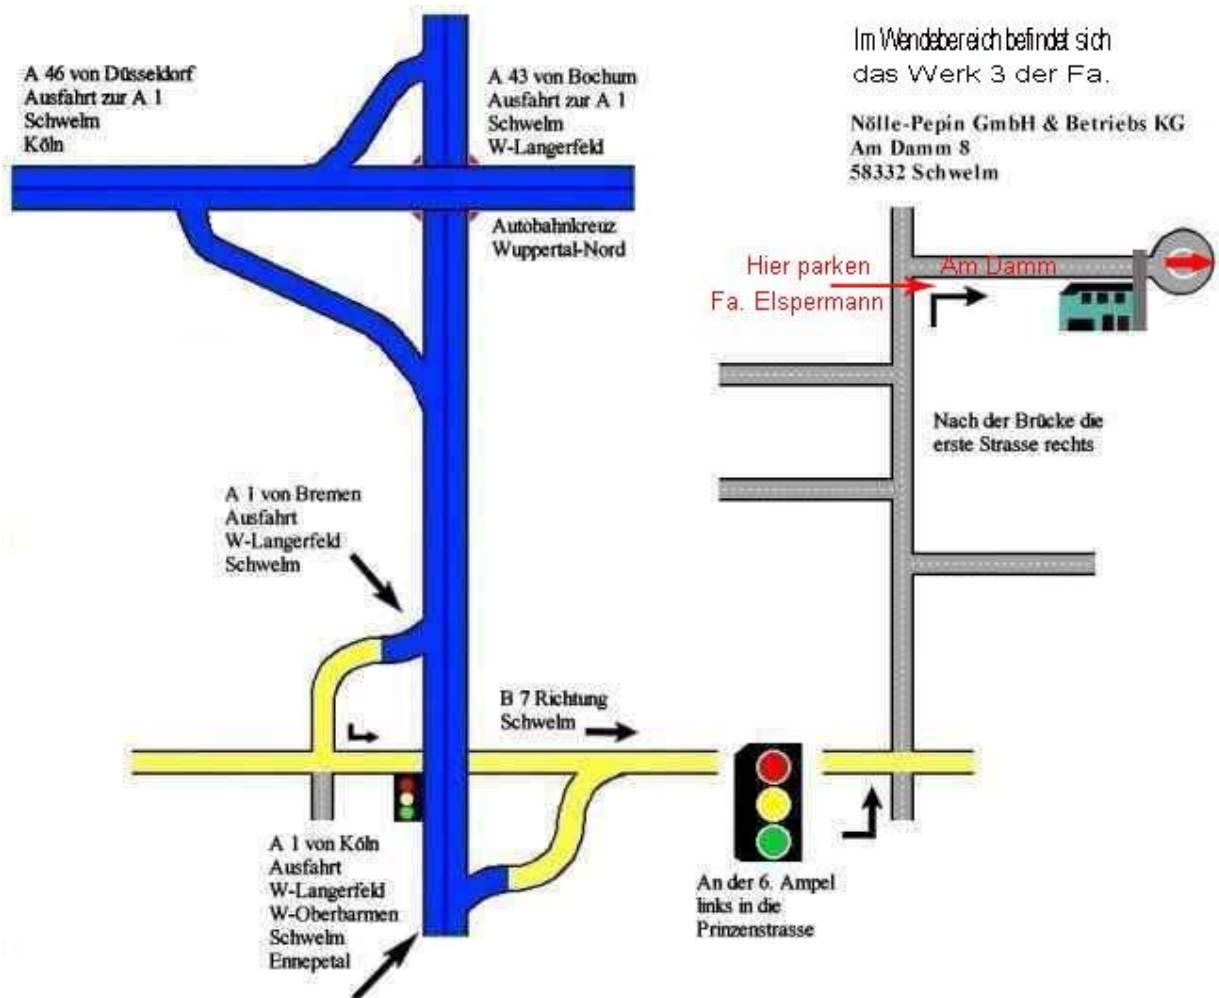 A 46 von Düsseldorf
Ausfahrt zur A 1
Schwelm
Köln
A 43 von Bochum
Ausfahrt zur A 1
Schwelm
W-Langerfeld
Autobahnkreuz
Wuppertal-Nord
Im Wendebereich befindet sich
das Werk 3 der Fa.
Nölle-Pepin GmbH & Betriebs KG
Am Damm 8
58332 Schwelm
Hier parken
Fa. Elspermann
Am Damm
Nach der Brücke die
erste Strasse rechts
A 1 von Bremen
Ausfahrt
W-Langerfeld
Schwelm
B 7 Richtung
Schwelm
A 1 von Köln
Ausfahrt
W-Langerfeld
W-Oberbarmen
Schwelm
Ennepetal
An der 6. Ampel
links in die
Prinzenstrasse